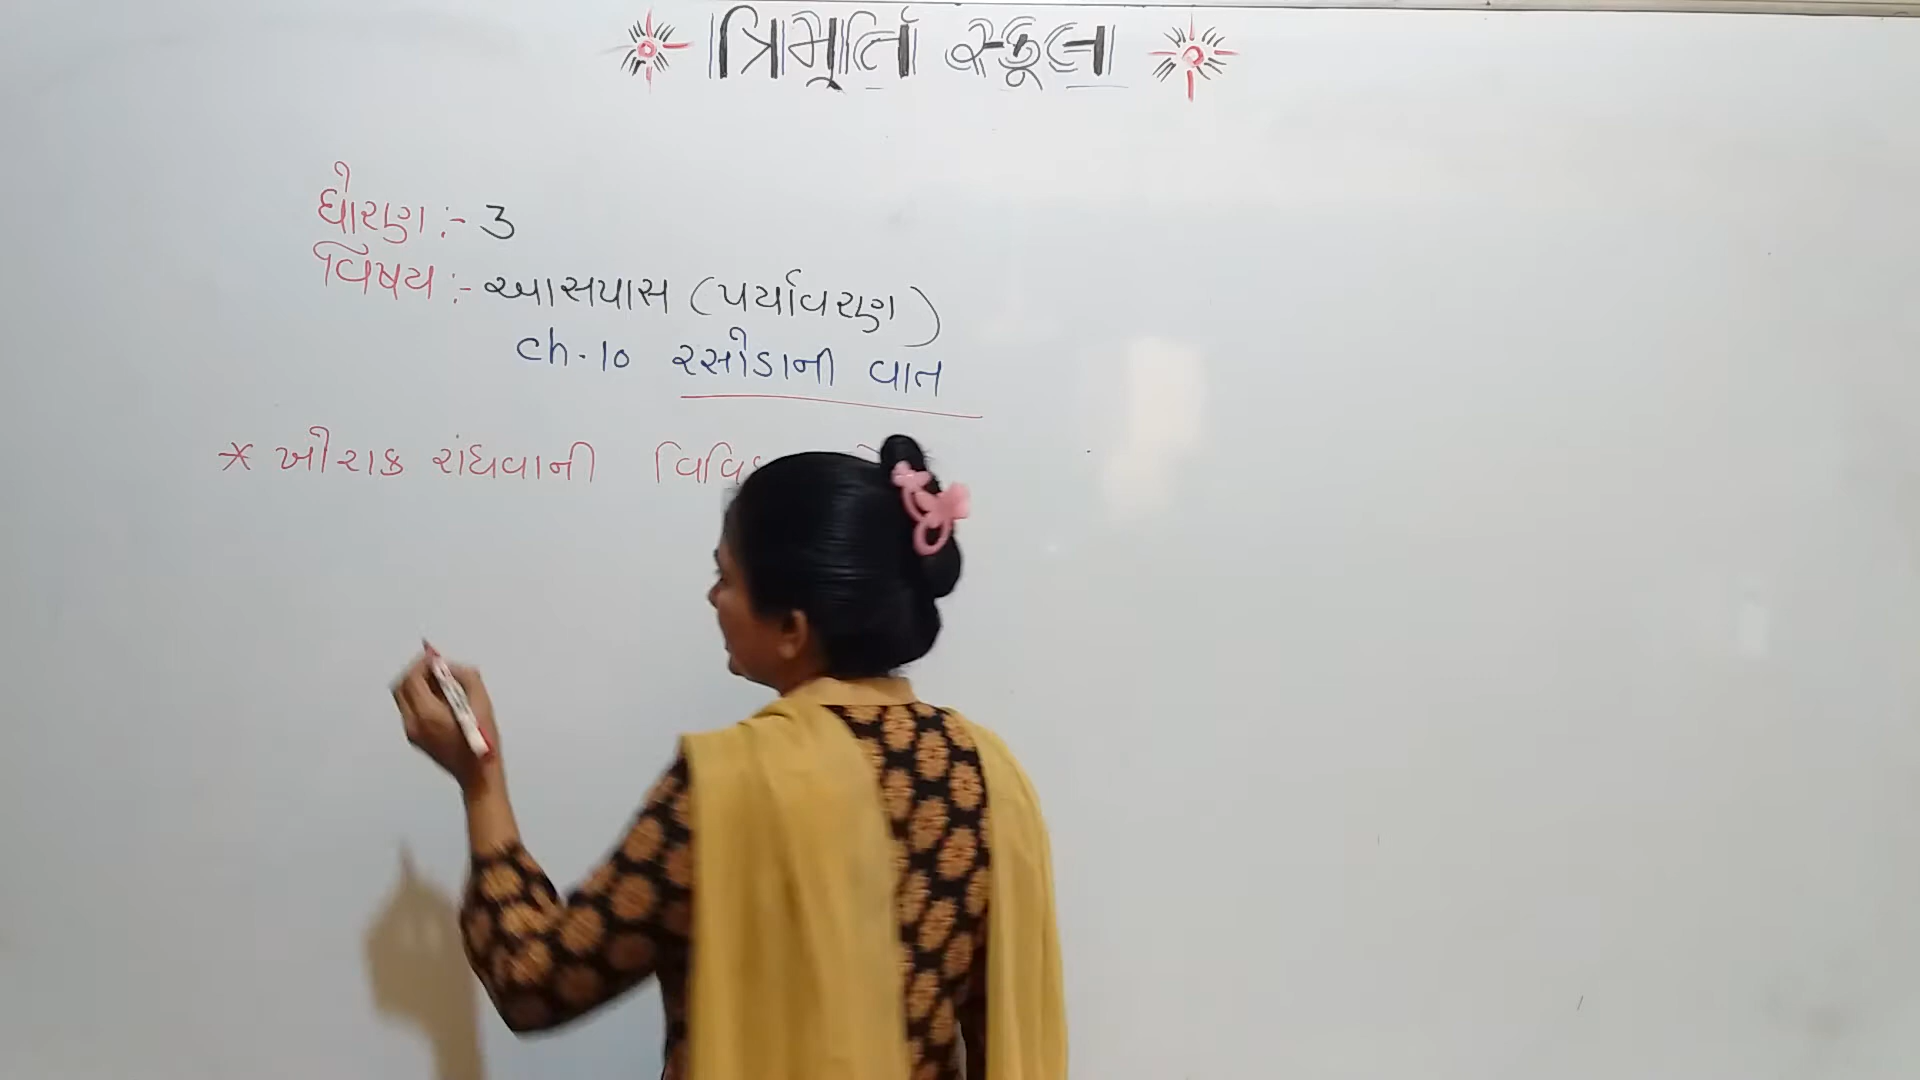 ત્રિમૂર્તિ સ્કૂલ
ધોરણ :- 3
વિષય :- આસપાસ (પર્યાવરણ)
ch. 10 રસોડાની વાત
* ખોરાક રાંધવાની